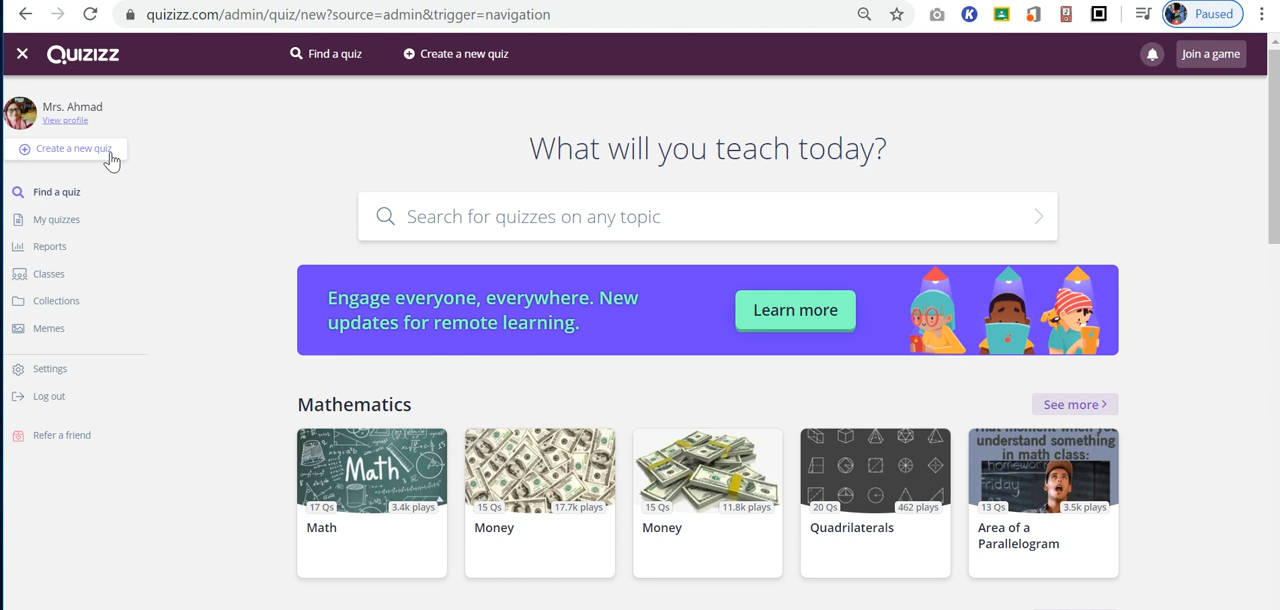 quizizz.com/admin/quiz/new?source=admin&trigger=navigation
Paused
QUIZIZZ
Find a quiz
Create a new quiz
Join a game
Mrs. Ahmad
View profile
Create a new quiz
Find a quiz
My quizzes
Reports
Classes
Collections
Memes
Settings
Log out
Refer a friend
What will you teach today?
Search for quizzes on any topic
Engage everyone, everywhere. New
updates for remote learning.
Learn more
Mathematics
See more
Math
17 Qs 3.4k plays
Math
15 Qs 17.7k plays
Money
15 Qs 11.8k plays
Money
20 Qs 462 plays
Quadrilaterals
That moment when you
understand something
in math class:
homework
Friday
13 Qs 3.5k plays
Area of a
Parallelogram